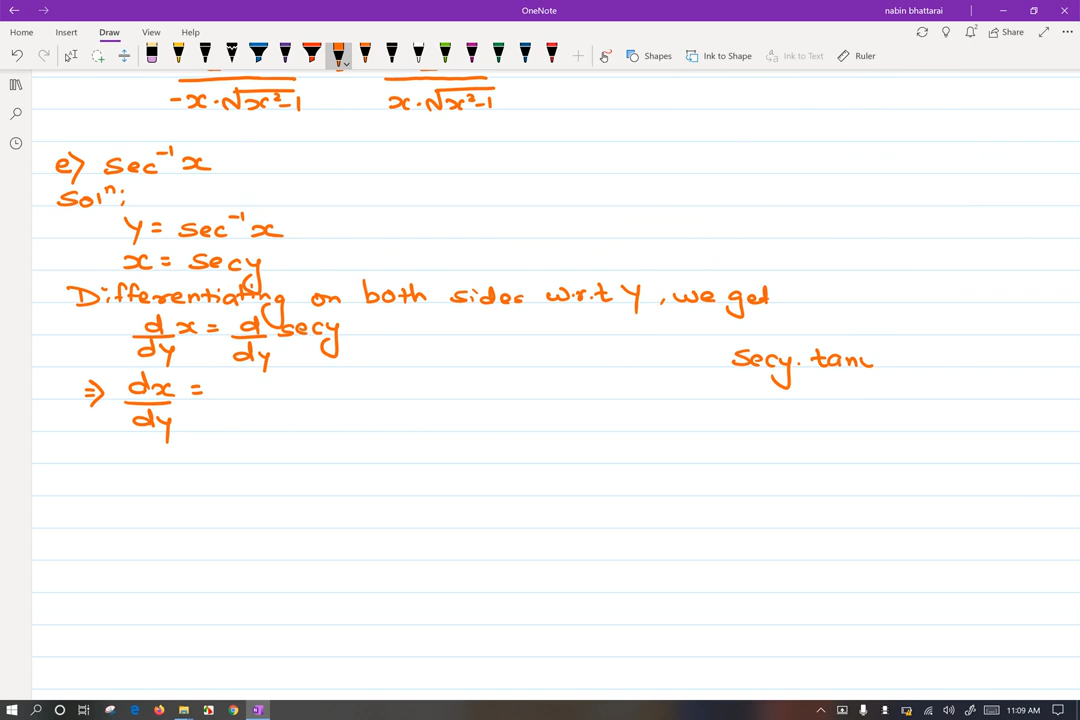 OneNote
nabin bhattarai
Home Insert Draw View Help
Share
Shapes Ink to Shape Ink to Text Ruler
-x·√x²-1 x·√x²-1
e) sec⁻¹x
Solⁿ;
y = sec⁻¹x
x = secy
Differentiating on both sides w.r.t y, we get
d/dy x = d/dy secy
secy. tany
⇒ dx/dy =
11:09 AM